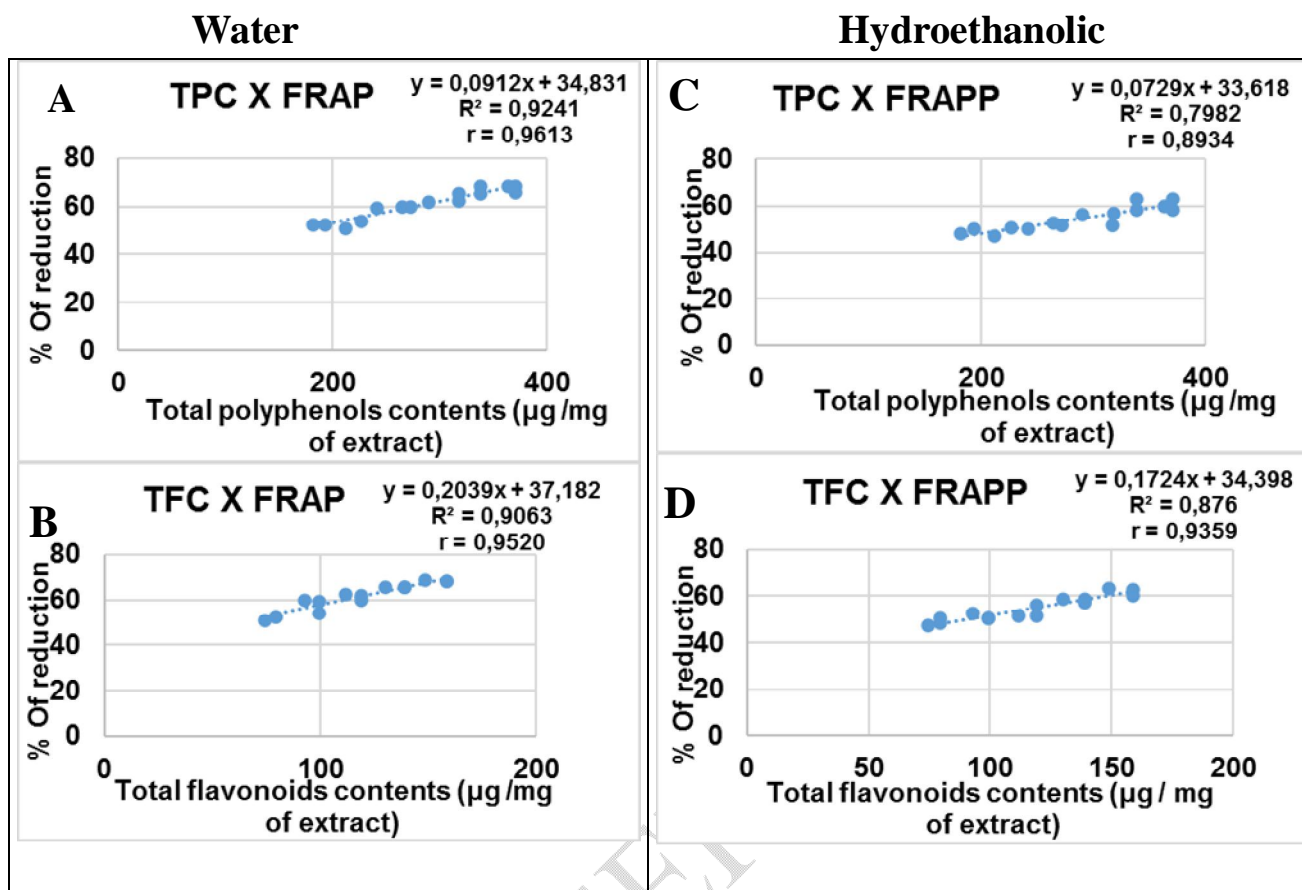 Water
Hydroethanolic
A
TPC X FRAP
y = 0,0912x + 34,831
R² = 0,9241
r = 0,9613
% Of reduction
80
60
40
20
0
0
200
400
Total polyphenols contents (µg /mg
of extract)
C
TPC X FRAPP
y = 0,0729x + 33,618
R² = 0,7982
r = 0,8934
% Of reduction
80
60
40
20
0
0
200
400
Total polyphenols contents (µg /mg
of extract)
B
TFC X FRAP
y = 0,2039x + 37,182
R² = 0,9063
r = 0,9520
% Of reduction
80
60
40
20
0
0
100
200
Total flavonoids contents (µg /mg
of extract)
D
TFC X FRAPP
y = 0,1724x + 34,398
R² = 0,876
r = 0,9359
% Of reduction
80
60
40
20
0
0
50
100
150
200
Total flavonoids contents (µg / mg
of extract)